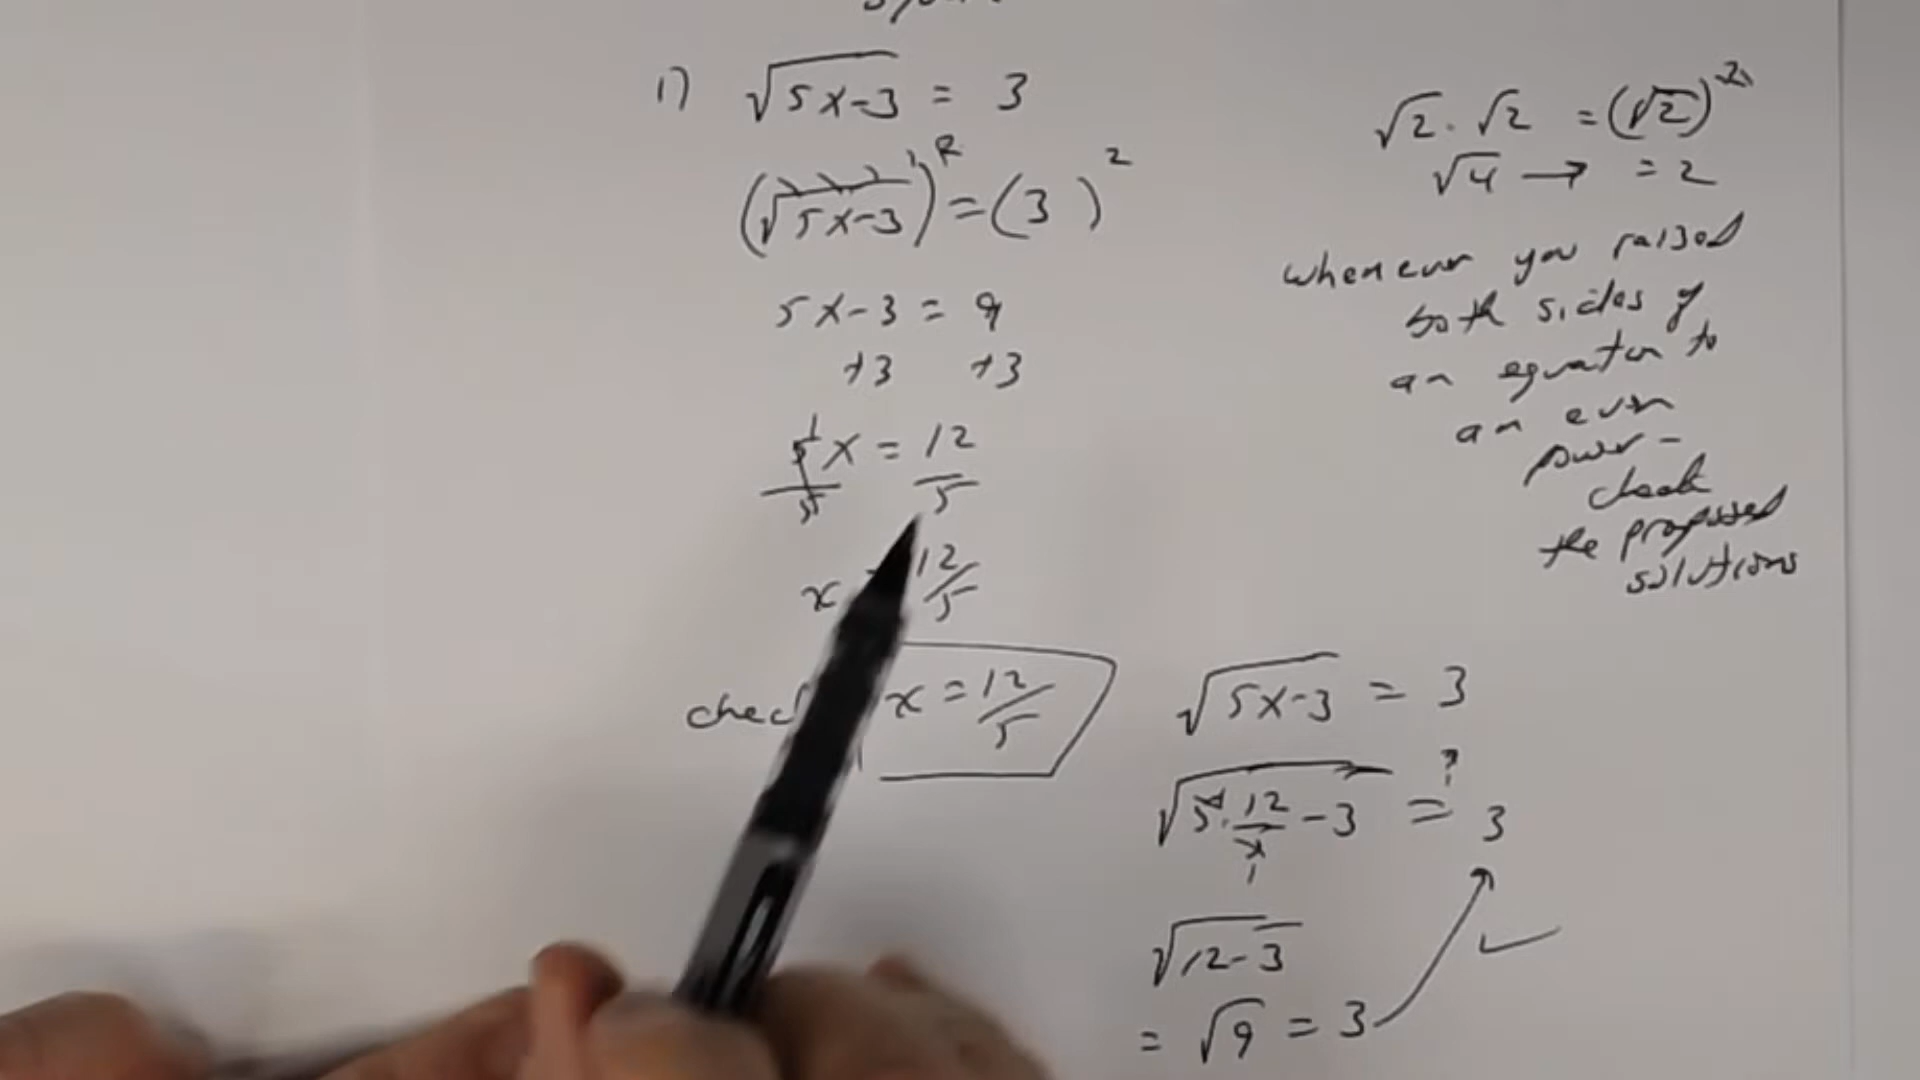 1) √(5x-3) = 3
(√(5x-3))² = (3)²
5x-3 = 9
+3 +3
5x/5 = 12/5
x = 12/5
check x = 12/5
√2 · √2 = (√2)²
√4 → = 2
whenever you raised
both sides of
an equation to
an even
power -
check
the proposed
solutions
√(5x-3) = 3
√(5·12/5 - 3) =? 3
√(12-3)
= √9 = 3 ✓